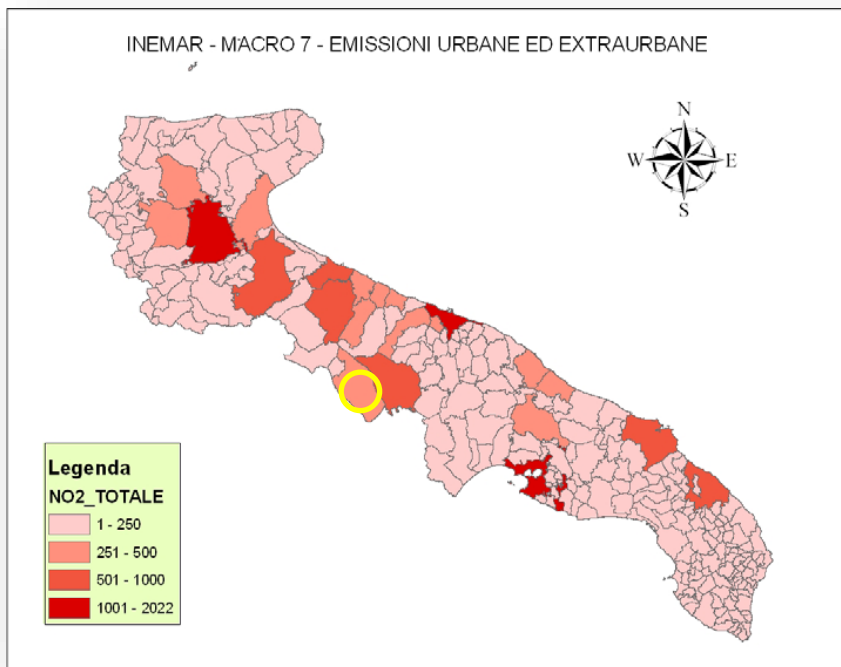 INEMAR - MACRO 7 - EMISSIONI URBANE ED EXTRAURBANE
N
W
E
S
Legenda
NO2_TOTALE
1 - 250
251 - 500
501 - 1000
1001 - 2022